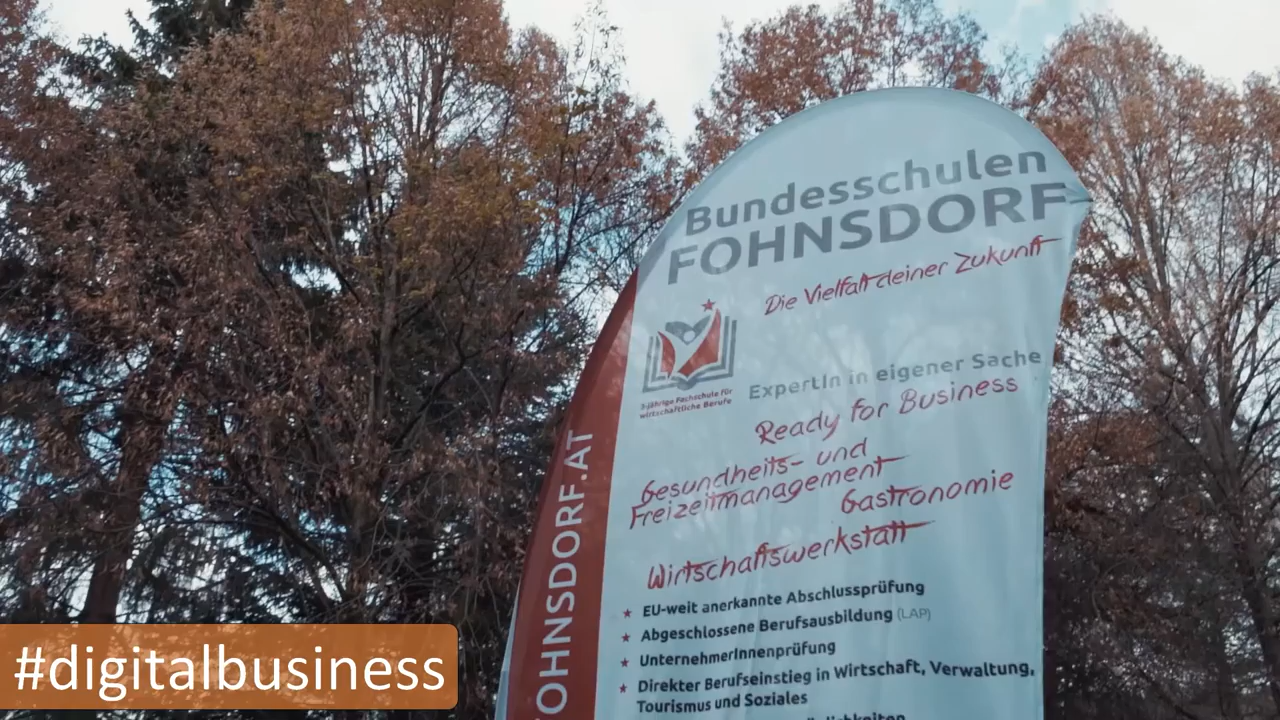 Bundesschulen
FOHNSDORF
Die Vielfalt deiner Zukunft
3-jährige Fachschule für
wirtschaftliche Berufe
ExpertIn in eigener Sache
Ready for Business
Gesundheits- und
Freizeitmanagement
Gastronomie
Wirtschaftswerkstatt
★ EU-weit anerkannte Abschlussprüfung
★ Abgeschlossene Berufsausbildung (LAP)
★ UnternehmerInnenprüfung
★ Direkter Berufseinstieg in Wirtschaft, Verwaltung,
Tourismus und Soziales
OHNSDORF.AT
#digitalbusiness